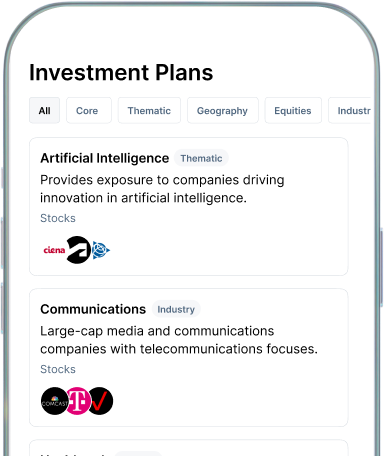 Investment Plans
All Core Thematic Geography Equities Industr
Artificial Intelligence Thematic
Provides exposure to companies driving
innovation in artificial intelligence.
Stocks
ciena
Communications Industry
Large-cap media and communications
companies with telecommunications focuses.
Stocks
COMCAST T